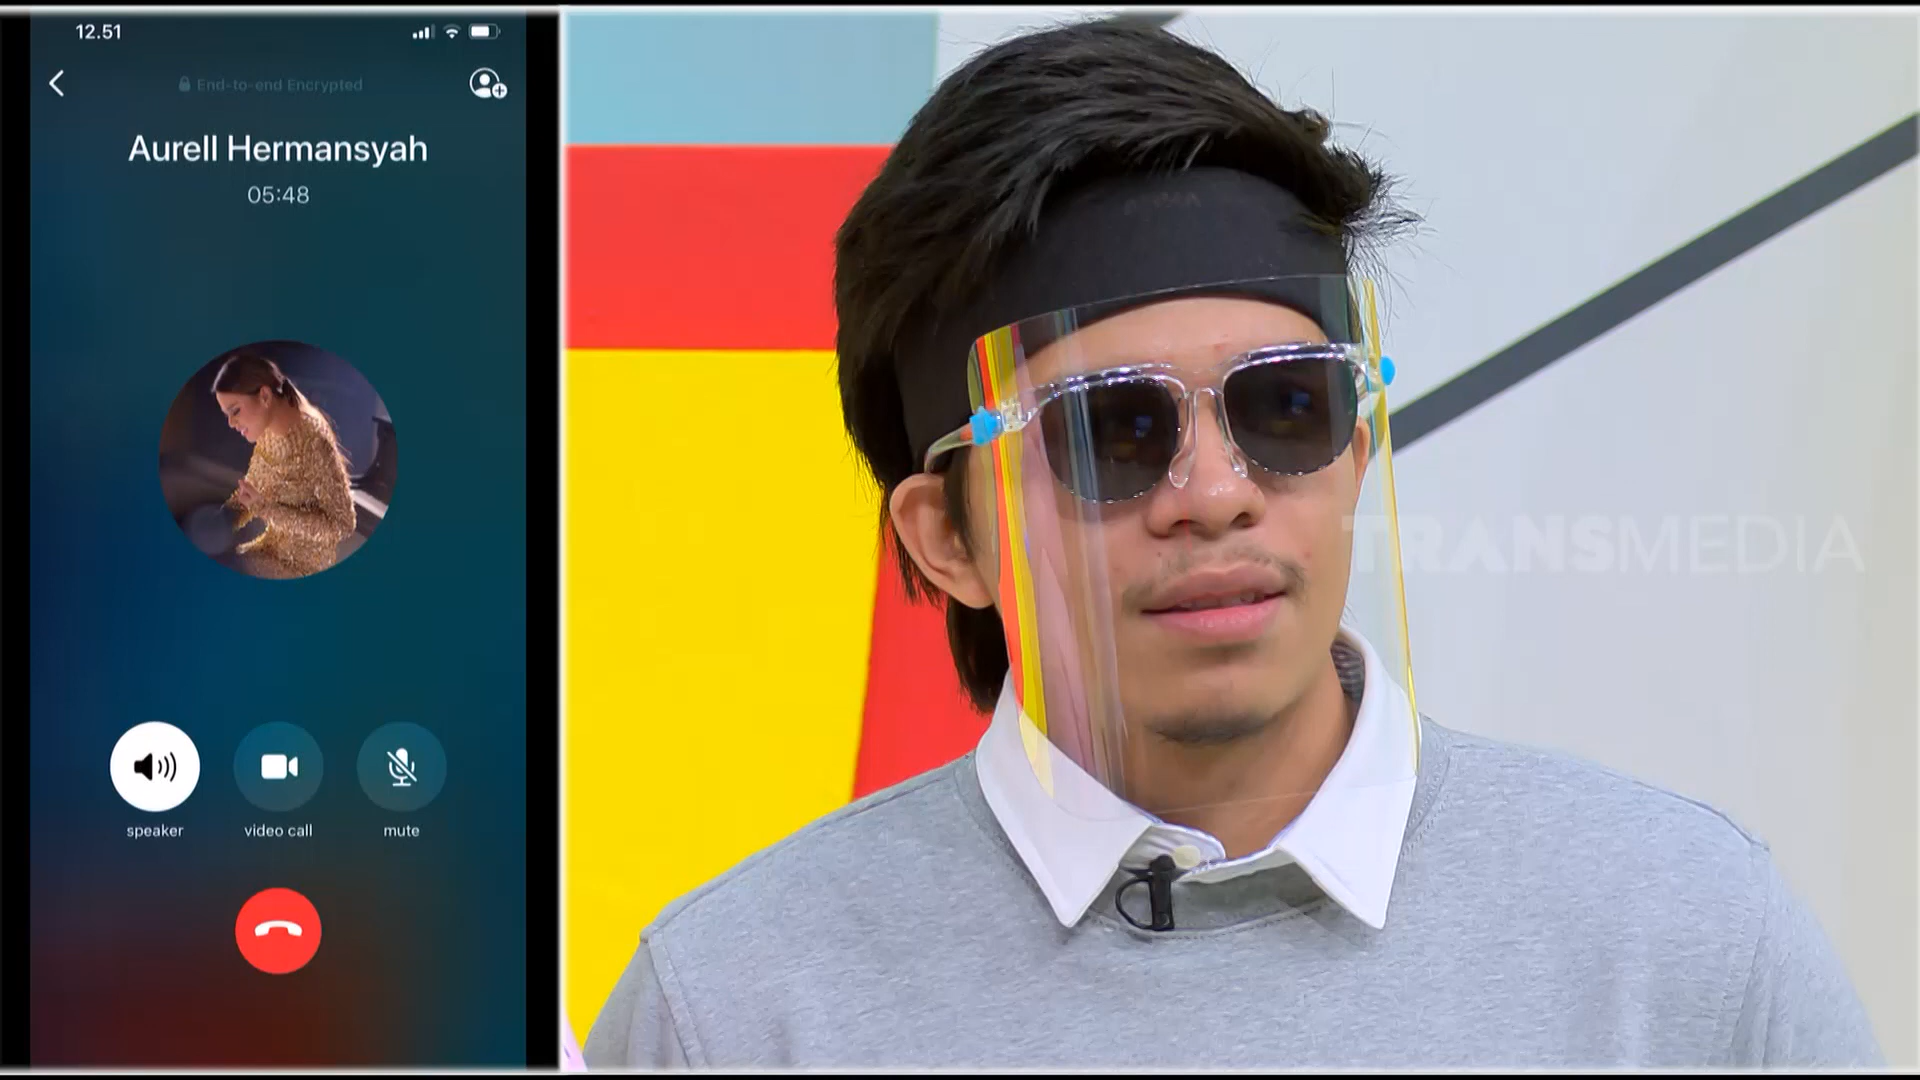 12.51
End-to-end Encrypted
Aurell Hermansyah
05:48
speaker
video call
mute
TRANSMEDIA